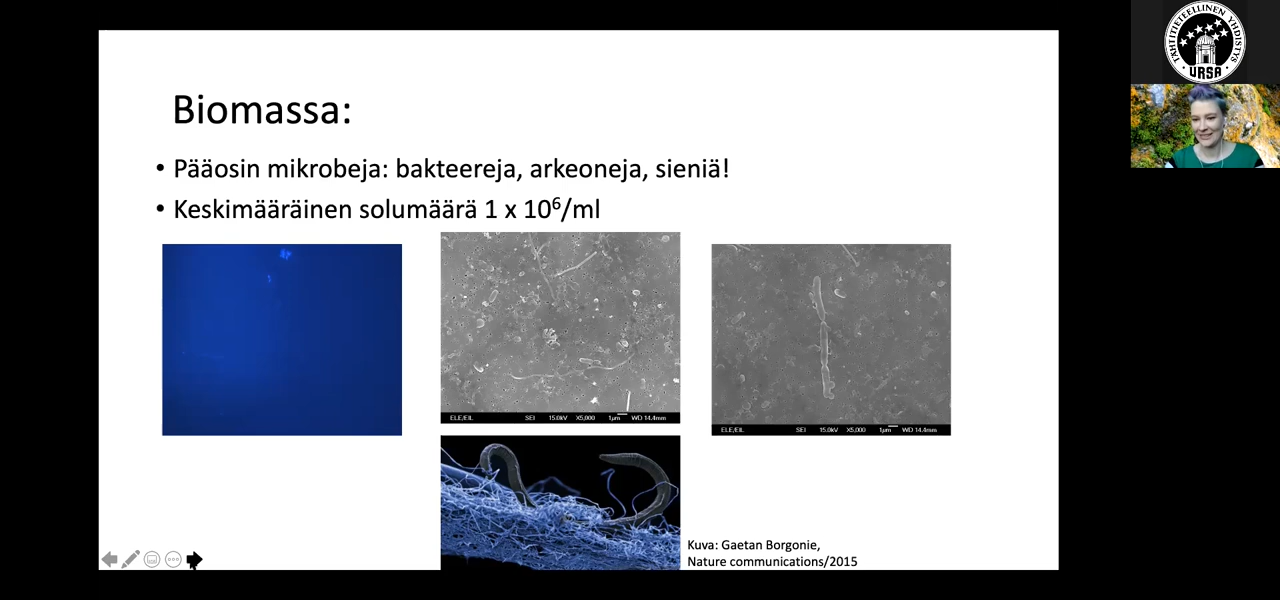 Biomassa:
• Pääosin mikrobeja: bakteereja, arkeoneja, sieniä!
• Keskimääräinen solumäärä 1 x 10⁶/ml
ELE/EIL SEI 15.0kV X5,000 1µm WD 14.4mm
ELE/EIL SEI 15.0kV X5,000 1µm WD 14.4mm
Kuva: Gaetan Borgonie,
Nature communications/2015
TÄHTITIETEELLINEN YHDISTYS
URSA